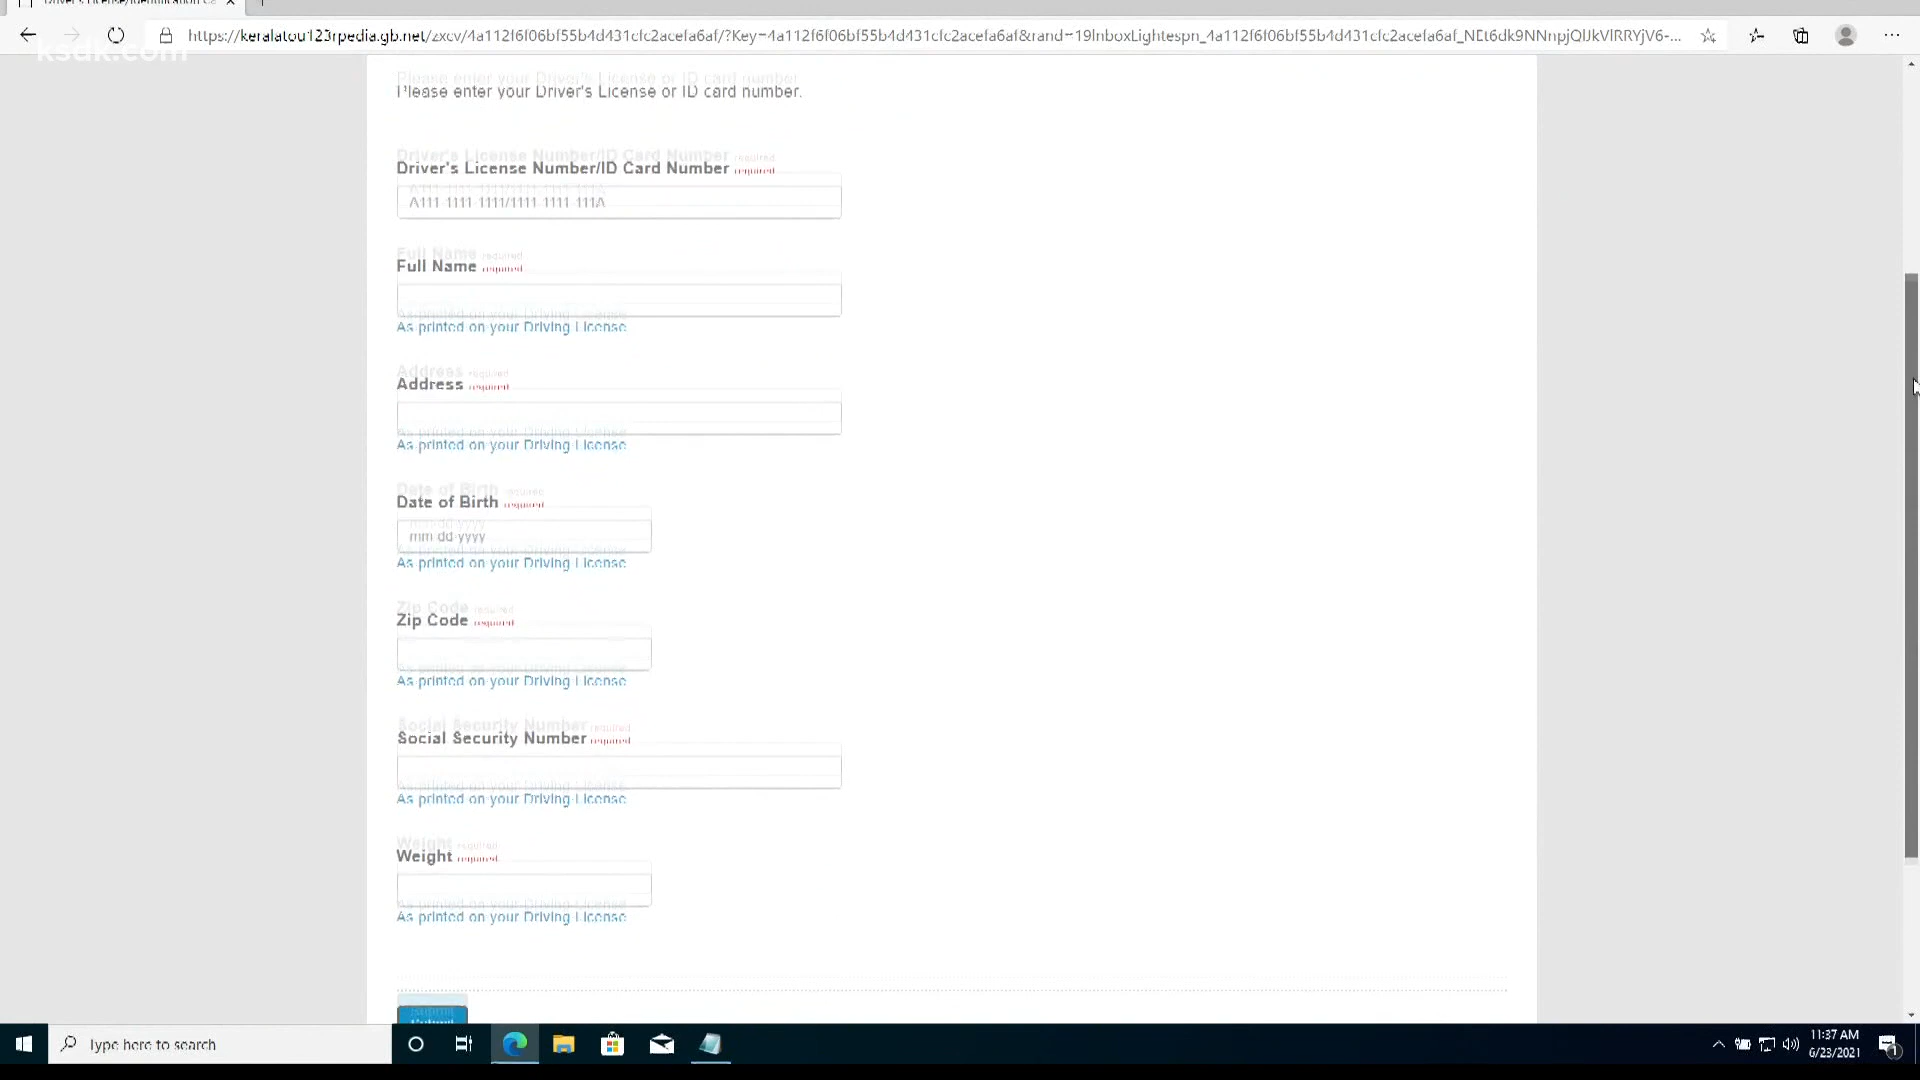 https://keralatou123rpedia.gb.net/zxcv/4a112f6f06bf55b4d431cfc2acefa6af/?Key=4a112f6f06bf55b4d431cfc2acefa6af&rand=19InboxLightespn_4a112f6f06bf55b4d431cfc2acefa6af_NEt6dk9NNnpjQlJkVlRRYjV6-...
ksdk.com
Please enter your Driver's License or ID card number.
Driver's License Number/ID Card Number required
A111-1111-1111/1111-1111-111A
Full Name required
As printed on your Driving License
Address required
As printed on your Driving License
Date of Birth required
mm-dd-yyyy
As printed on your Driving License
Zip Code required
As printed on your Driving License
Social Security Number required
As printed on your Driving License
Weight required
As printed on your Driving License
Submit
Type here to search
11:37 AM
6/23/2021
1